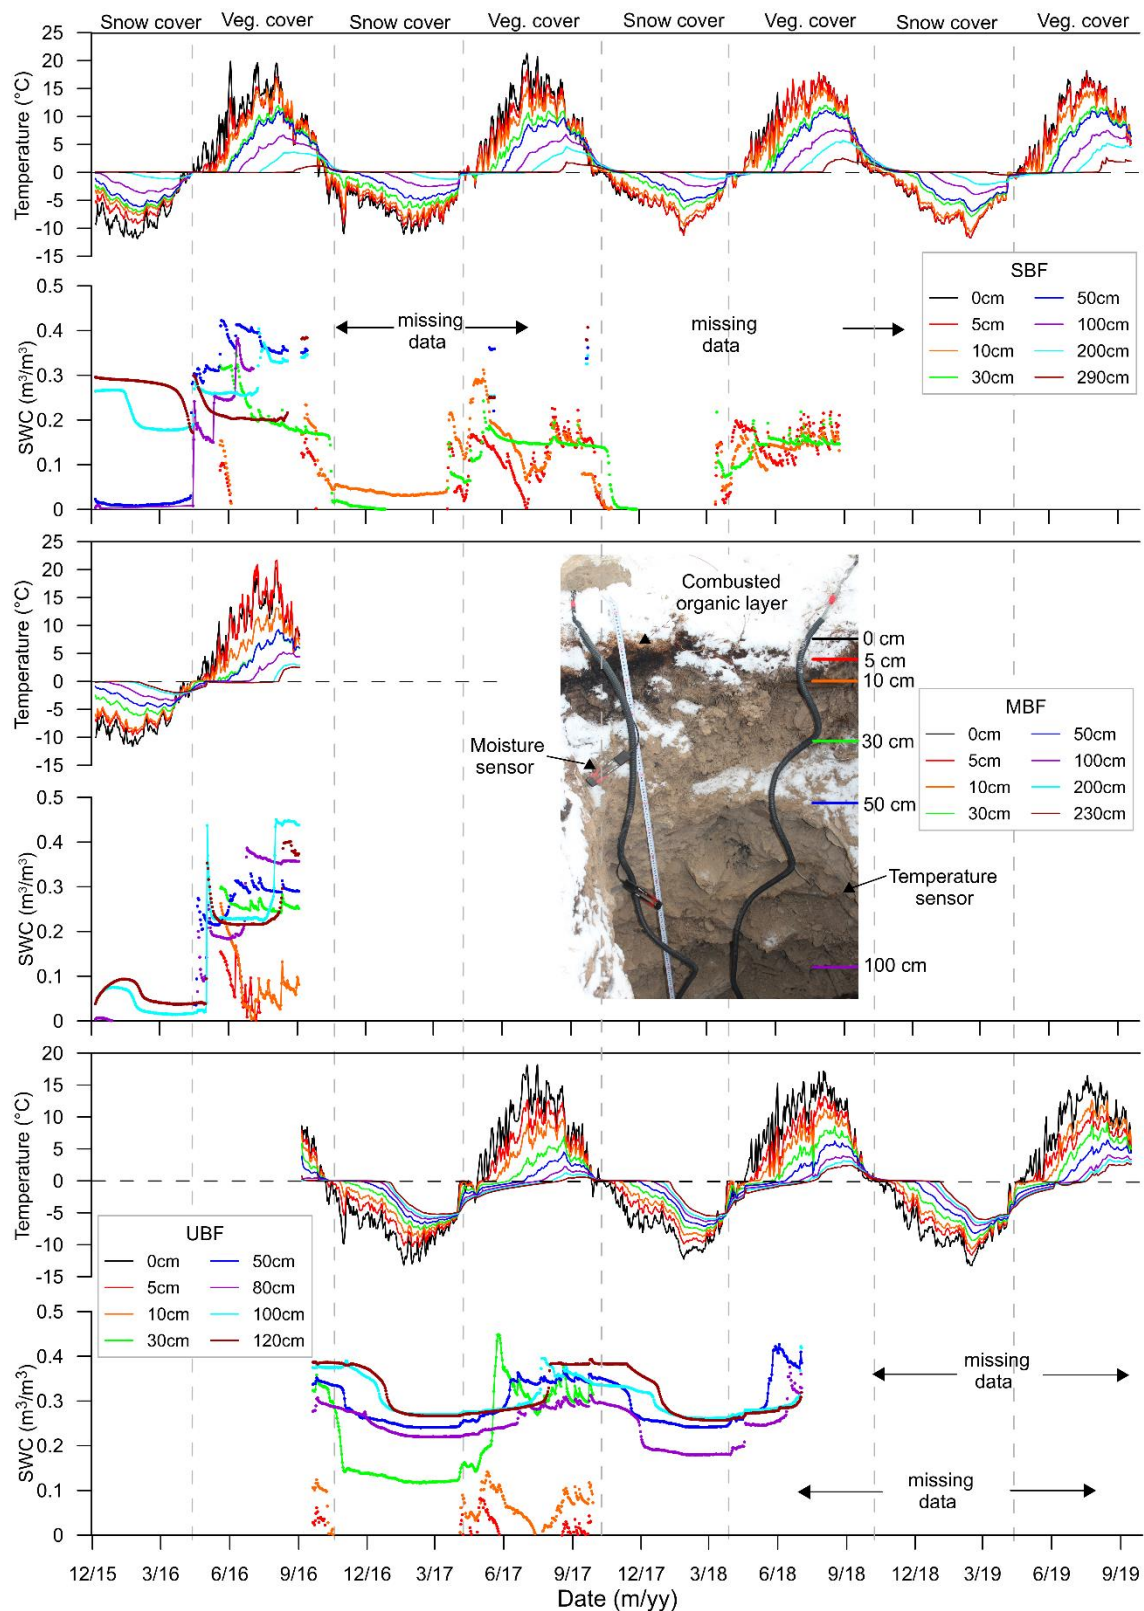 Snow cover Veg. cover Snow cover Veg. cover Snow cover Veg. cover Snow cover Veg. cover
Temperature (°C)
25
20
15
10
5
0
-5
-10
-15
SBF
0cm 50cm
5cm 100cm
10cm 200cm
30cm 290cm
SWC (m³/m³)
0.5
0.4
0.3
0.2
0.1
0
missing
data
missing
data
Temperature (°C)
25
20
15
10
5
0
-5
-10
-15
Combusted
organic layer
0 cm
5 cm
10 cm
30 cm
50 cm
100 cm
Moisture
sensor
Temperature
sensor
MBF
0cm 50cm
5cm 100cm
10cm 200cm
30cm 230cm
SWC (m³/m³)
0.5
0.4
0.3
0.2
0.1
0
Temperature (°C)
20
15
10
5
0
-5
-10
-15
UBF
0cm 50cm
5cm 80cm
10cm 100cm
30cm 120cm
SWC (m³/m³)
0.5
0.4
0.3
0.2
0.1
0
missing
data
missing
data
12/15 3/16 6/16 9/16 12/16 3/17 6/17 9/17 12/17 3/18 6/18 9/18 12/18 3/19 6/19 9/19
Date (m/yy)